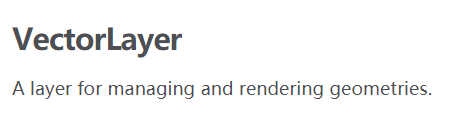 VectorLayer
A layer for managing and rendering geometries.